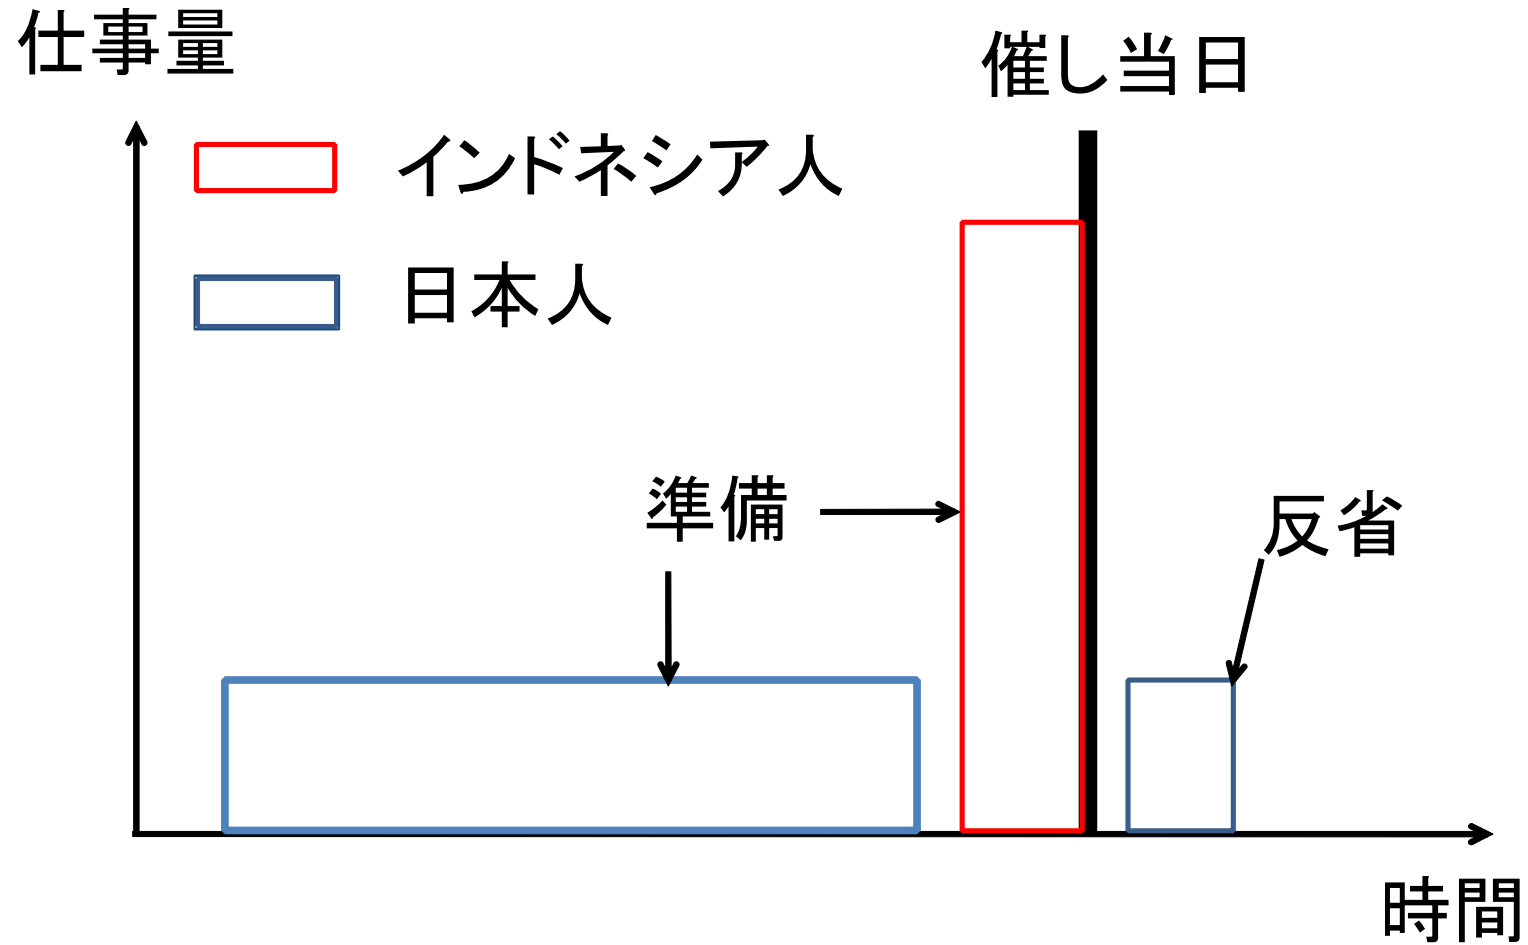 仕事量
催し当日
インドネシア人
日本人
準備
反省
時間